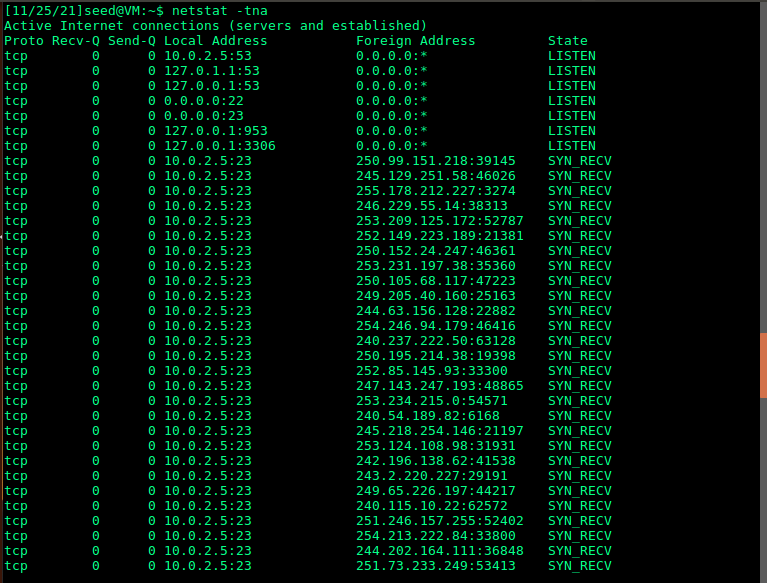 [11/25/21]seed@VM:~$ netstat -tna
Active Internet connections (servers and established)
Proto Recv-Q Send-Q Local Address           Foreign Address         State
tcp        0      0 10.0.2.5:53             0.0.0.0:*               LISTEN
tcp        0      0 127.0.1.1:53            0.0.0.0:*               LISTEN
tcp        0      0 127.0.0.1:53            0.0.0.0:*               LISTEN
tcp        0      0 0.0.0.0:22              0.0.0.0:*               LISTEN
tcp        0      0 0.0.0.0:23              0.0.0.0:*               LISTEN
tcp        0      0 127.0.0.1:953           0.0.0.0:*               LISTEN
tcp        0      0 127.0.0.1:3306          0.0.0.0:*               LISTEN
tcp        0      0 10.0.2.5:23             250.99.151.218:39145    SYN_RECV
tcp        0      0 10.0.2.5:23             245.129.251.58:46026    SYN_RECV
tcp        0      0 10.0.2.5:23             255.178.212.227:3274    SYN_RECV
tcp        0      0 10.0.2.5:23             246.229.55.14:38313     SYN_RECV
tcp        0      0 10.0.2.5:23             253.209.125.172:52787   SYN_RECV
tcp        0      0 10.0.2.5:23             252.149.223.189:21381   SYN_RECV
tcp        0      0 10.0.2.5:23             250.152.24.247:46361    SYN_RECV
tcp        0      0 10.0.2.5:23             253.231.197.38:35360    SYN_RECV
tcp        0      0 10.0.2.5:23             250.105.68.117:47223    SYN_RECV
tcp        0      0 10.0.2.5:23             249.205.40.160:25163    SYN_RECV
tcp        0      0 10.0.2.5:23             244.63.156.128:22882    SYN_RECV
tcp        0      0 10.0.2.5:23             254.246.94.179:46416    SYN_RECV
tcp        0      0 10.0.2.5:23             240.237.222.50:63128    SYN_RECV
tcp        0      0 10.0.2.5:23             250.195.214.38:19398    SYN_RECV
tcp        0      0 10.0.2.5:23             252.85.145.93:33300     SYN_RECV
tcp        0      0 10.0.2.5:23             247.143.247.193:48865   SYN_RECV
tcp        0      0 10.0.2.5:23             253.234.215.0:54571     SYN_RECV
tcp        0      0 10.0.2.5:23             240.54.189.82:6168      SYN_RECV
tcp        0      0 10.0.2.5:23             245.218.254.146:21197   SYN_RECV
tcp        0      0 10.0.2.5:23             253.124.108.98:31931    SYN_RECV
tcp        0      0 10.0.2.5:23             242.196.138.62:41538    SYN_RECV
tcp        0      0 10.0.2.5:23             243.2.220.227:29191     SYN_RECV
tcp        0      0 10.0.2.5:23             249.65.226.197:44217    SYN_RECV
tcp        0      0 10.0.2.5:23             240.115.10.22:62572     SYN_RECV
tcp        0      0 10.0.2.5:23             251.246.157.255:52402   SYN_RECV
tcp        0      0 10.0.2.5:23             254.213.222.84:33800    SYN_RECV
tcp        0      0 10.0.2.5:23             244.202.164.111:36848   SYN_RECV
tcp        0      0 10.0.2.5:23             251.73.233.249:53413    SYN_RECV